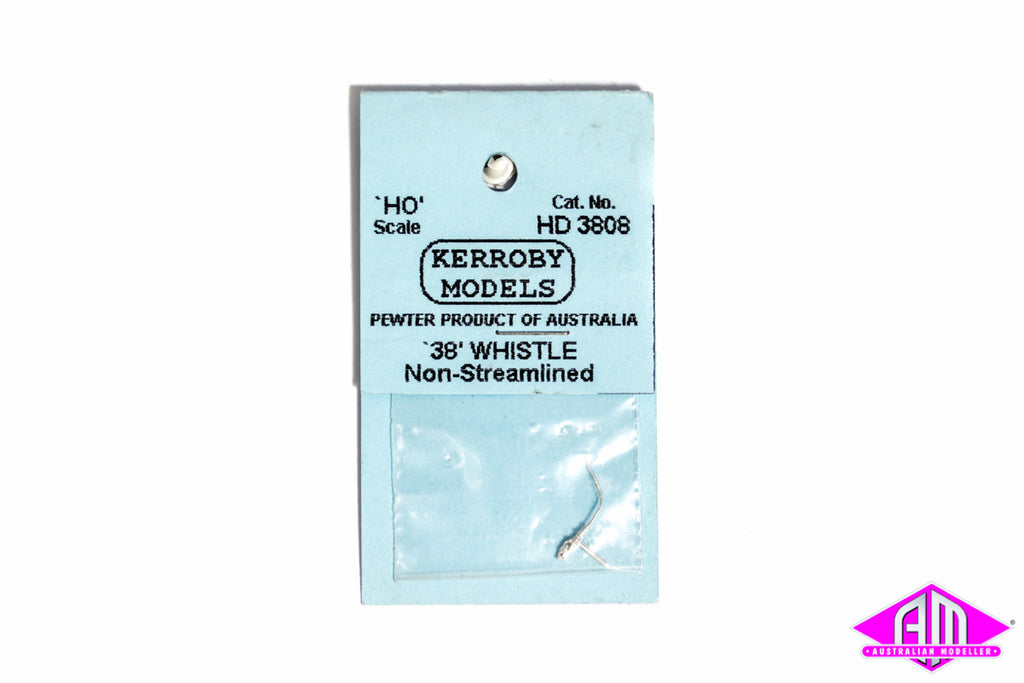 `HO'
Scale
Cat. No.
HD 3808
KERROBY
MODELS
PEWTER PRODUCT OF AUSTRALIA
`38' WHISTLE
Non-Streamlined
AM
• AUSTRALIAN MODELLER •
®